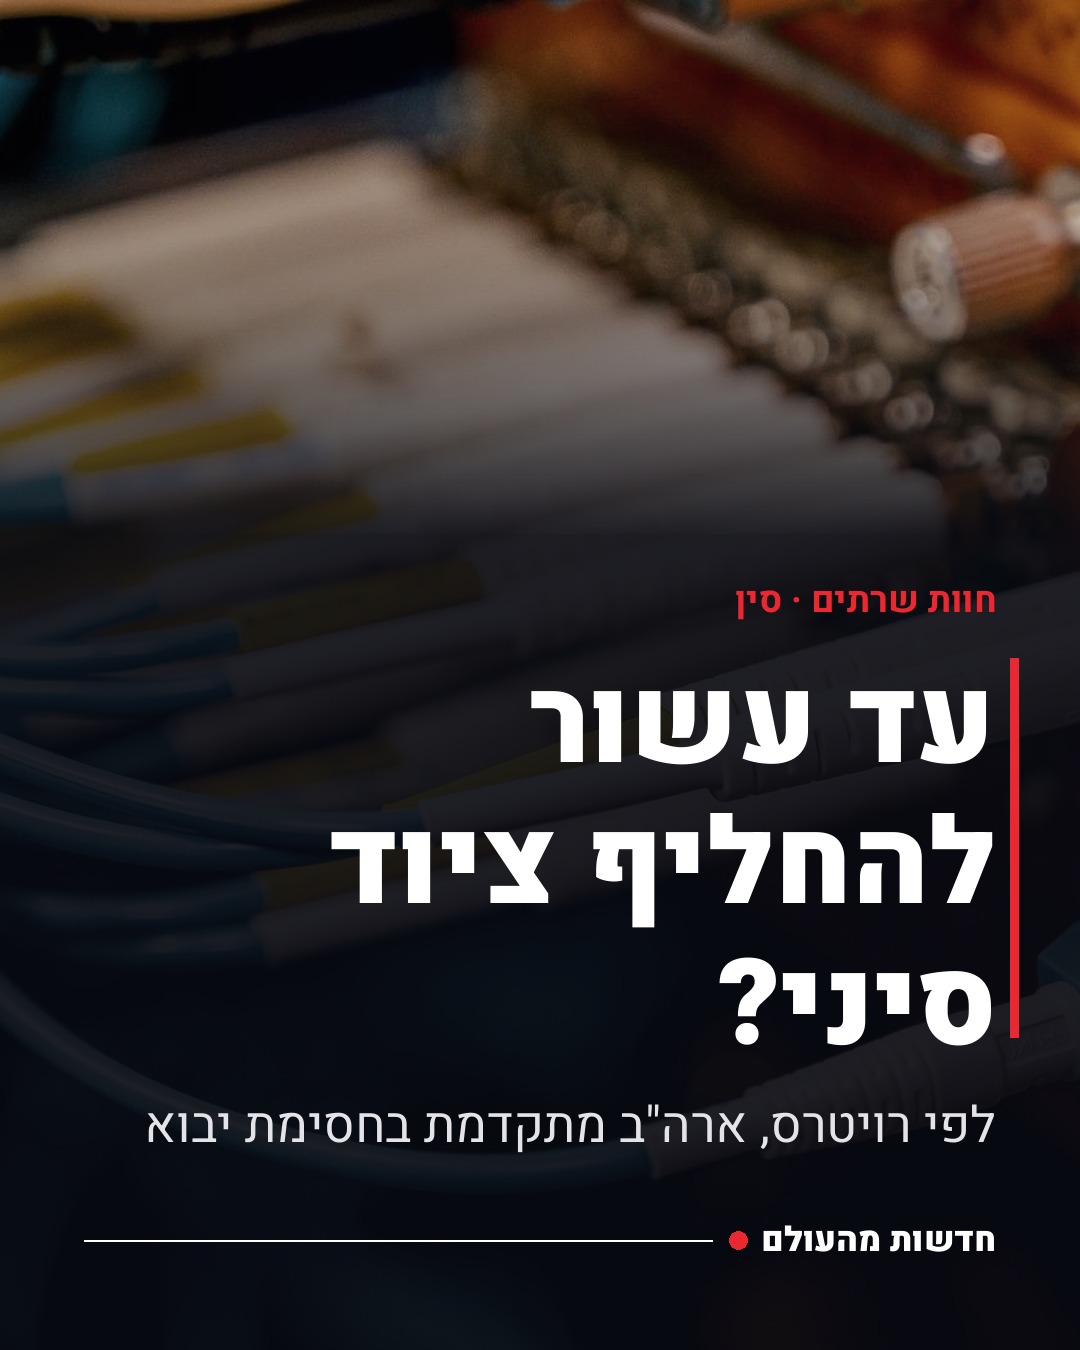 חוות שרתים · סין
עד עשור
להחליף ציוד
סיני?
לפי רויטרס, ארה"ב מתקדמת בחסימת יבוא
חדשות מהעולם